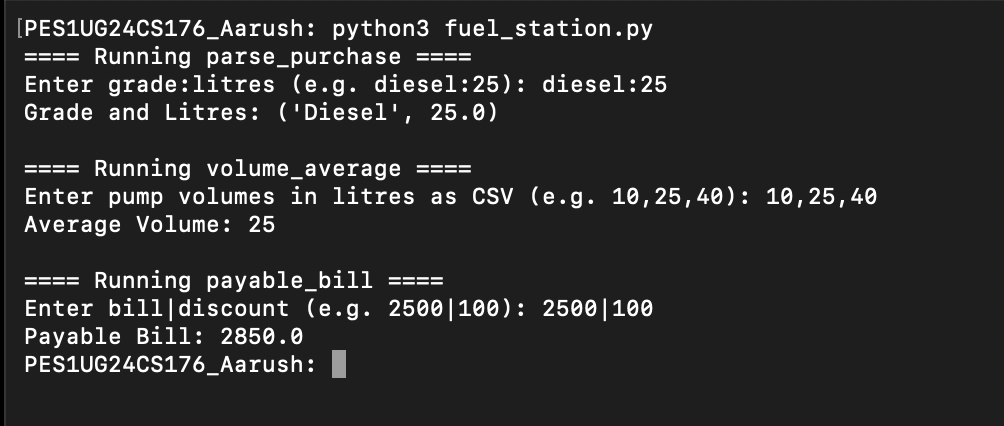 [PES1UG24CS176_Aarush: python3 fuel_station.py
==== Running parse_purchase ====
Enter grade:litres (e.g. diesel:25): diesel:25
Grade and Litres: ('Diesel', 25.0)

==== Running volume_average ====
Enter pump volumes in litres as CSV (e.g. 10,25,40): 10,25,40
Average Volume: 25

==== Running payable_bill ====
Enter bill|discount (e.g. 2500|100): 2500|100
Payable Bill: 2850.0
PES1UG24CS176_Aarush: